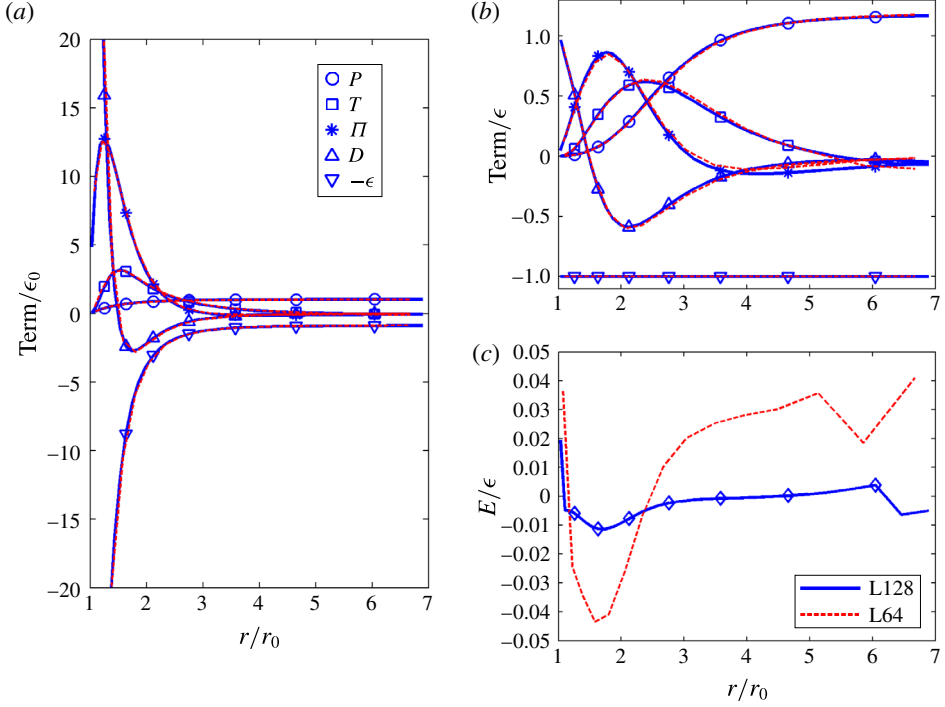 (a)
20
15
10
5
0
−5
−10
−15
−20
Term/ϵ0
1 2 3 4 5 6 7
r/r0
P
T
Π
D
−ϵ
(b)
1.0
0.5
0
−0.5
−1.0
Term/ϵ
1 2 3 4 5 6 7
(c)
0.05
0.04
0.03
0.02
0.01
0
−0.01
−0.02
−0.03
−0.04
−0.05
E/ϵ
1 2 3 4 5 6 7
r/r0
L128
L64